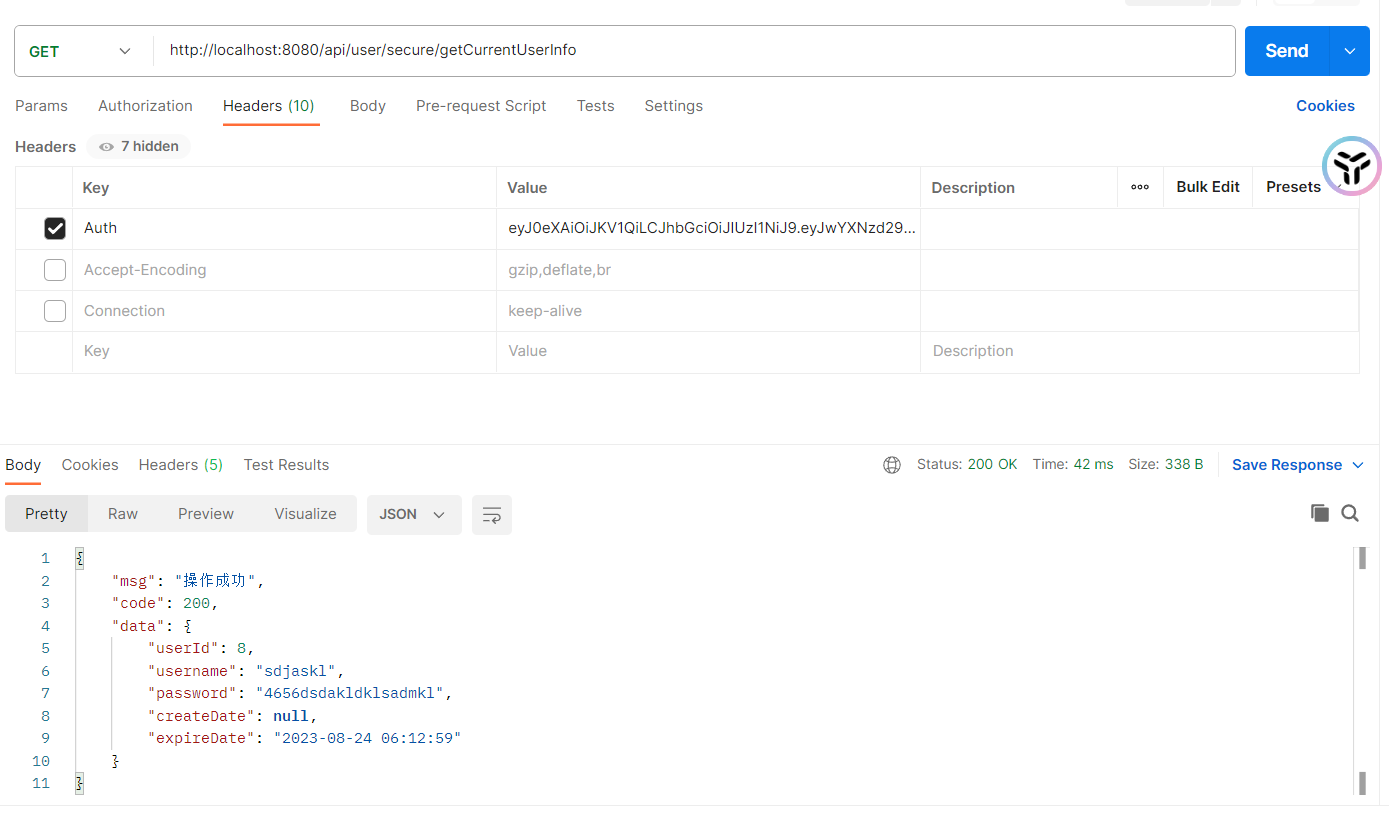 GET http://localhost:8080/api/user/secure/getCurrentUserInfo Send
Params Authorization Headers (10) Body Pre-request Script Tests Settings Cookies
Headers 7 hidden
Key Value Description Bulk Edit Presets
Auth eyJ0eXAiOiJKV1QiLCJhbGciOiJIUzI1NiJ9.eyJwYXNzd29...
Accept-Encoding gzip,deflate,br
Connection keep-alive
Key Value Description
Body Cookies Headers (5) Test Results Status: 200 OK Time: 42 ms Size: 338 B Save Response
Pretty Raw Preview Visualize JSON
1 {
2 "msg": "操作成功",
3 "code": 200,
4 "data": {
5 "userId": 8,
6 "username": "sdjaskl",
7 "password": "4656dsdakldklsadmkl",
8 "createDate": null,
9 "expireDate": "2023-08-24 06:12:59"
10 }
11 }